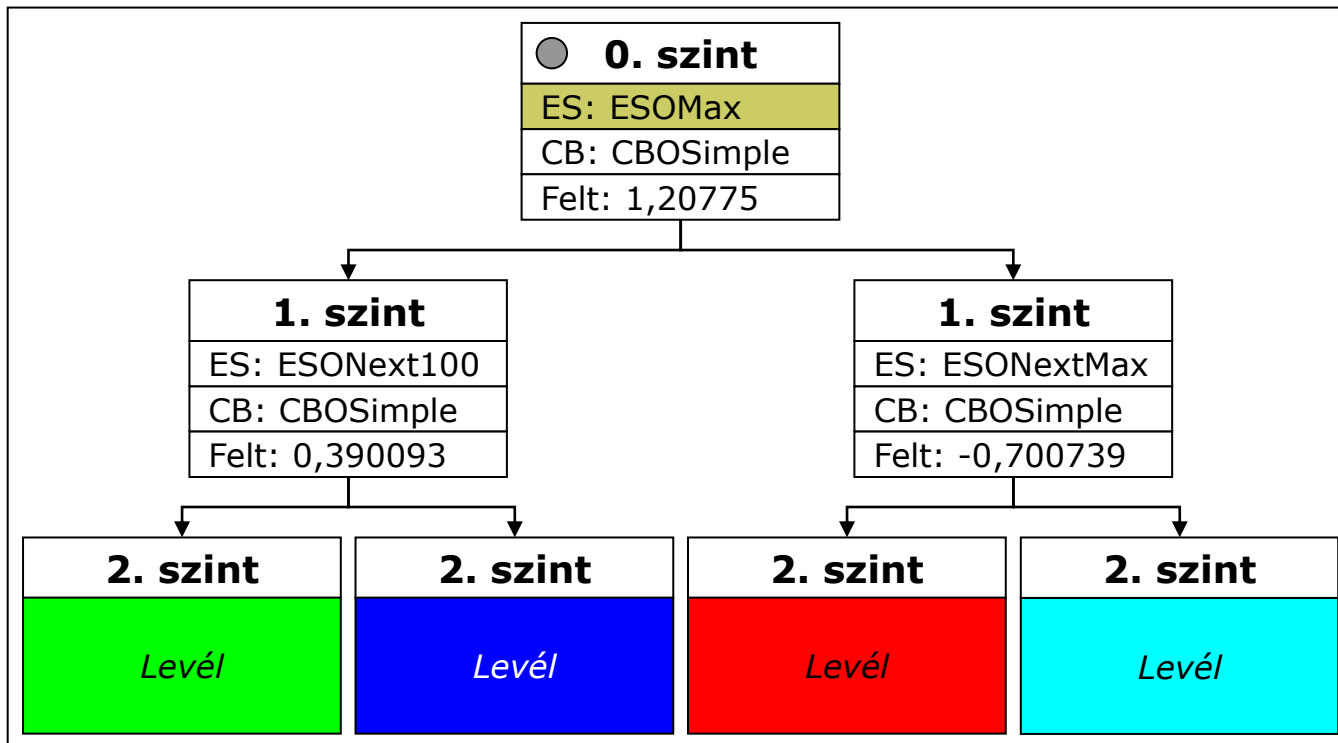 0. szint
ES: ESOMax
CB: CBOSimple
Felt: 1,20775
1. szint
ES: ESONext100
CB: CBOSimple
Felt: 0,390093
1. szint
ES: ESONextMax
CB: CBOSimple
Felt: -0,700739
2. szint
Levél
2. szint
Levél
2. szint
Levél
2. szint
Levél